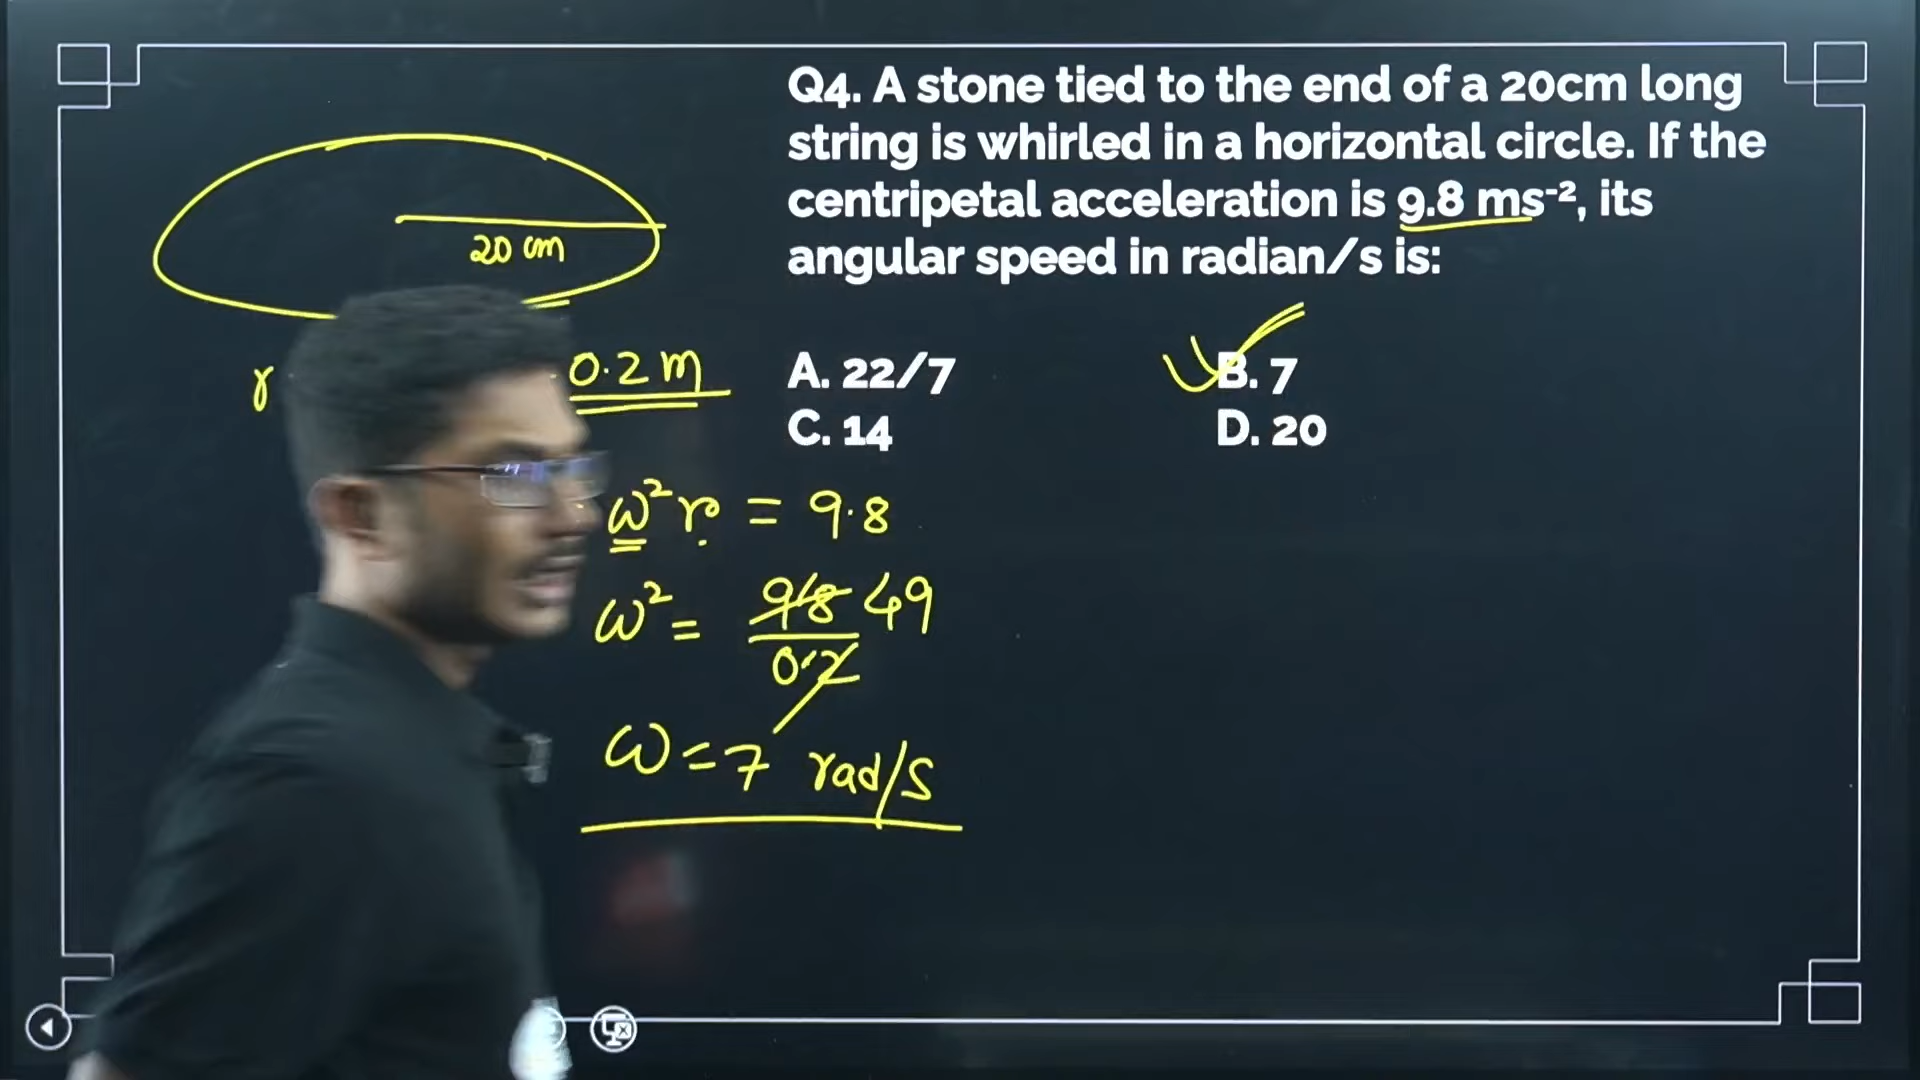 Q4. A stone tied to the end of a 20cm long
string is whirled in a horizontal circle. If the
centripetal acceleration is 9.8 ms⁻², its
angular speed in radian/s is:
20 cm
r 0.2 m
A. 22/7 B. 7
C. 14 D. 20
ω²r = 9.8
ω² = 9.8/0.2 49
ω = 7 rad/s